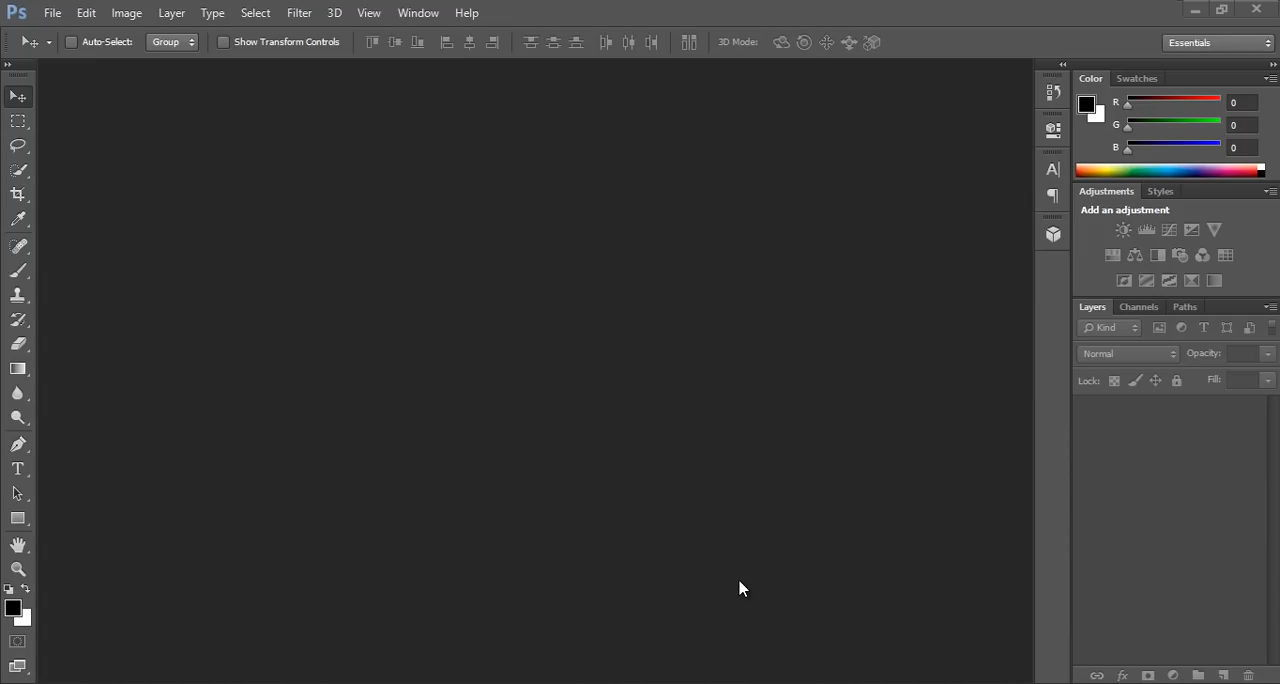 Ps File Edit Image Layer Type Select Filter 3D View Window Help
Auto-Select: Group Show Transform Controls 3D Mode: Essentials
Color Swatches
R 0
G 0
B 0
Adjustments Styles
Add an adjustment
Layers Channels Paths
Kind T
Normal Opacity:
Lock: Fill:
A
T
fx